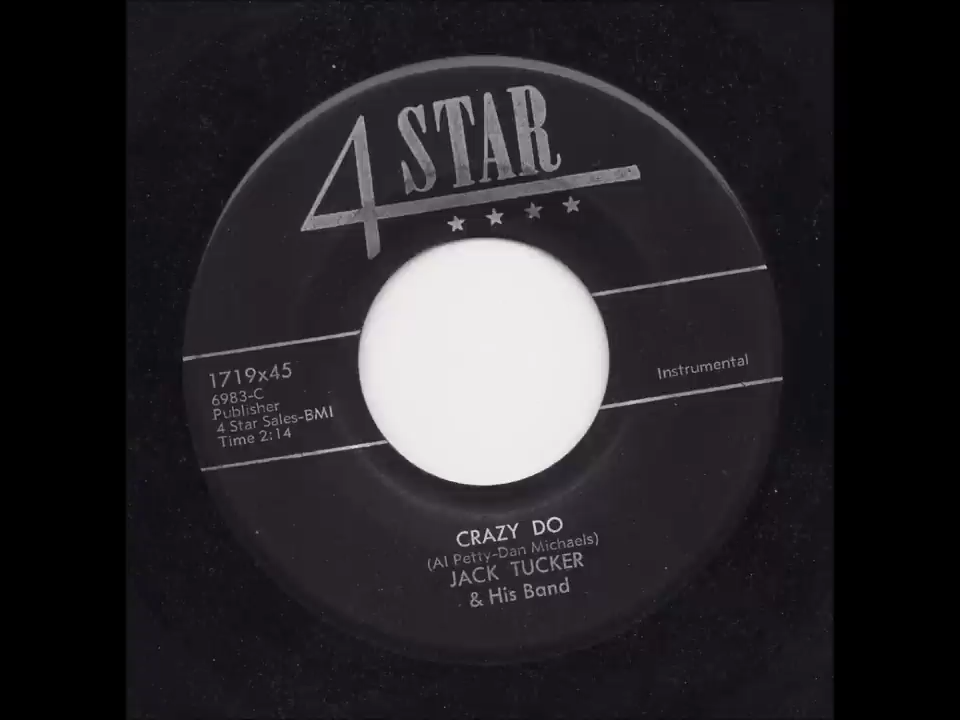 4 STAR
1719x45
6983-C
Publisher
4 Star Sales-BMI
Time 2:14
Instrumental
CRAZY DO
(Al Petty-Dan Michaels)
JACK TUCKER
& His Band